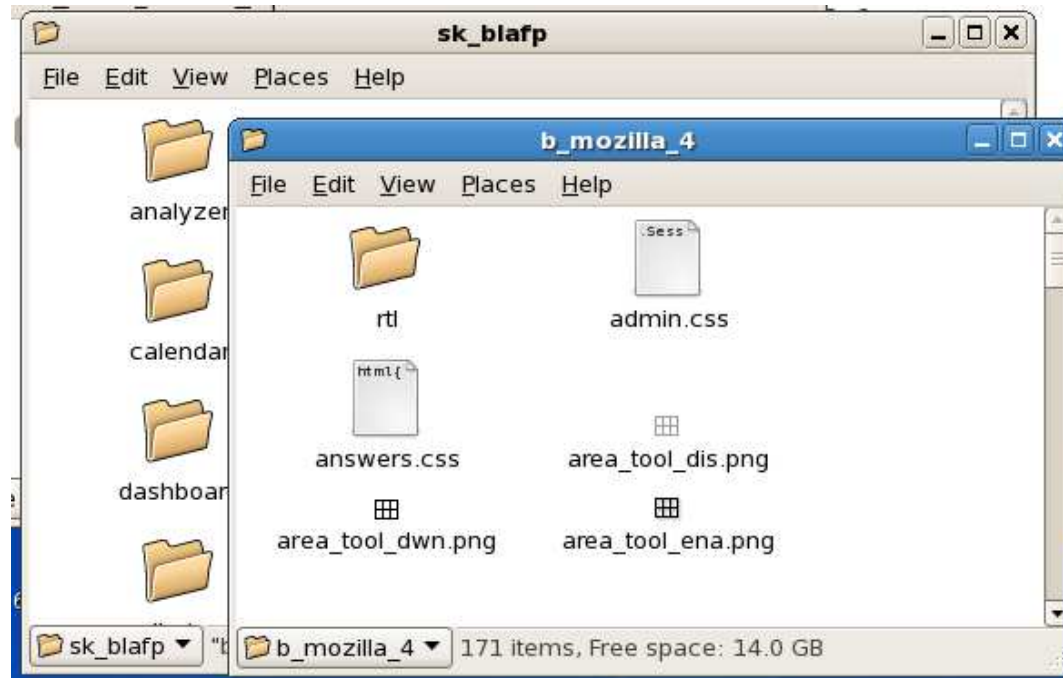 sk_blafp
File Edit View Places Help
analyzer
calendar
dashboar
sk_blafp
b_mozilla_4
File Edit View Places Help
rtl
.Sess
admin.css
html{
answers.css
area_tool_dis.png
area_tool_dwn.png
area_tool_ena.png
b_mozilla_4 171 items, Free space: 14.0 GB